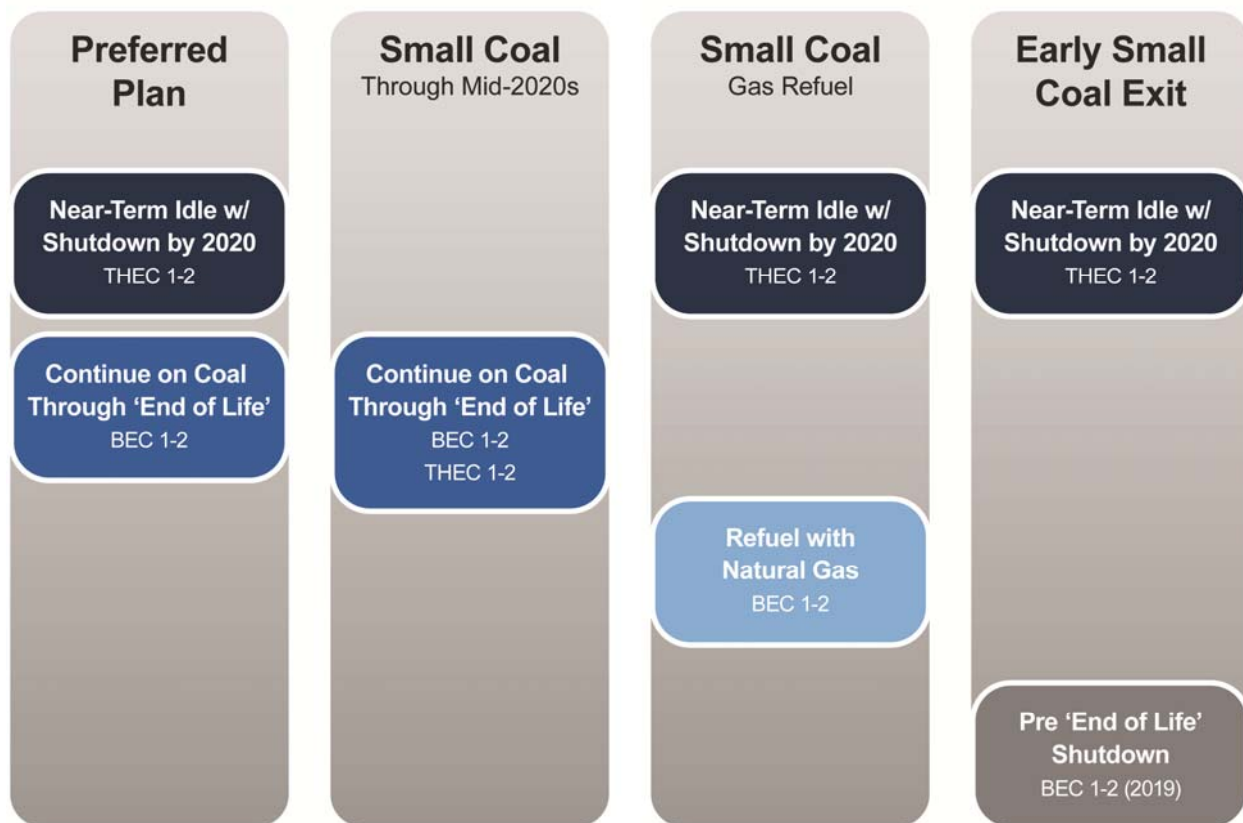 Preferred
Plan
Near-Term Idle w/
Shutdown by 2020
THEC 1-2
Continue on Coal
Through ‘End of Life’
BEC 1-2
Small Coal
Through Mid-2020s
Continue on Coal
Through ‘End of Life’
BEC 1-2
THEC 1-2
Small Coal
Gas Refuel
Near-Term Idle w/
Shutdown by 2020
THEC 1-2
Refuel with
Natural Gas
BEC 1-2
Early Small
Coal Exit
Near-Term Idle w/
Shutdown by 2020
THEC 1-2
Pre ‘End of Life’
Shutdown
BEC 1-2 (2019)